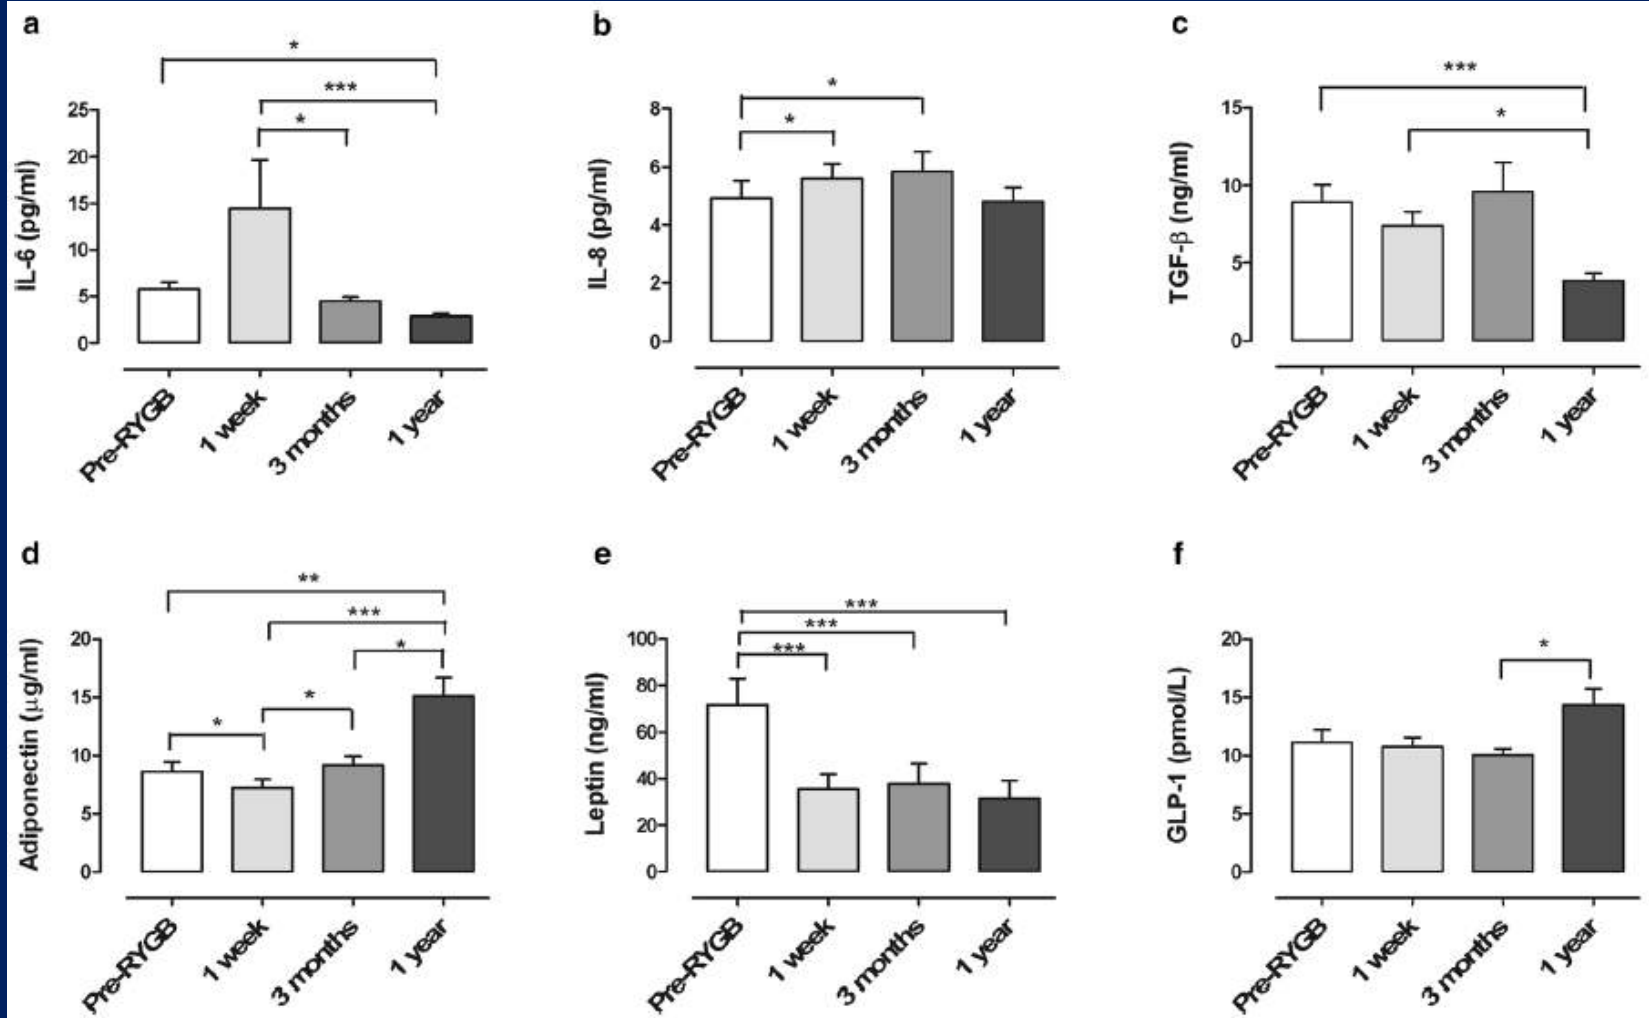 a
*
***
*
IL-6 (pg/ml)
25
20
15
10
5
0
Pre-RYGB
1 week
3 months
1 year
b
*
*
IL-8 (pg/ml)
8
6
4
2
0
Pre-RYGB
1 week
3 months
1 year
c
***
*
TGF-β (ng/ml)
15
10
5
0
Pre-RYGB
1 week
3 months
1 year
d
**
***
*
*
*
Adiponectin (μg/ml)
20
15
10
5
0
Pre-RYGB
1 week
3 months
1 year
e
***
***
***
Leptin (ng/ml)
100
80
60
40
20
0
Pre-RYGB
1 week
3 months
1 year
f
*
GLP-1 (pmol/L)
20
15
10
5
0
Pre-RYGB
1 week
3 months
1 year